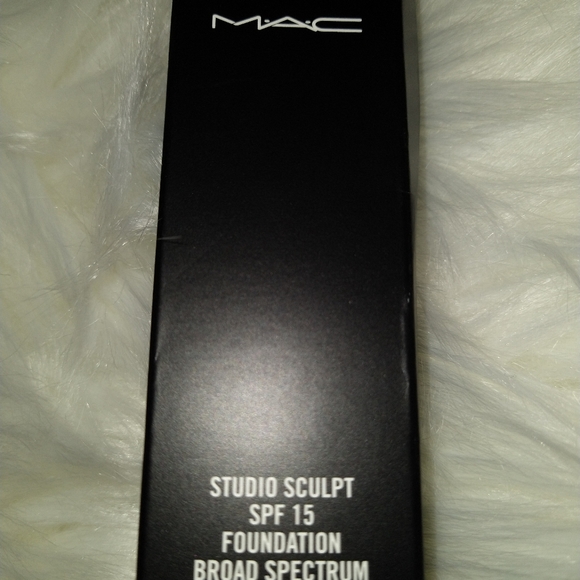 M·A·C
STUDIO SCULPT
SPF 15
FOUNDATION
BROAD SPECTRUM